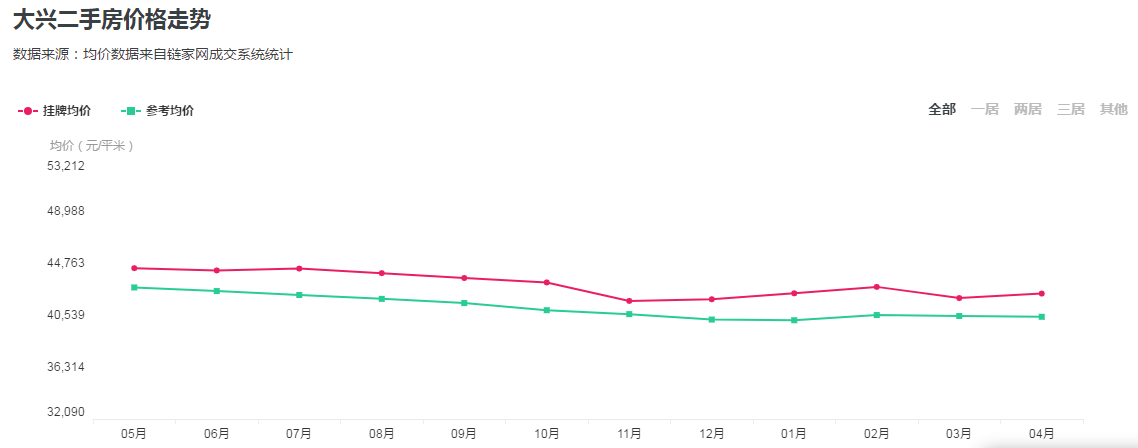 大兴二手房价格走势
数据来源：均价数据来自链家网成交系统统计
挂牌均价 参考均价 全部 一居 两居 三居 其他
均价（元/平米）
53,212
48,988
44,763
40,539
36,314
32,090
05月 06月 07月 08月 09月 10月 11月 12月 01月 02月 03月 04月